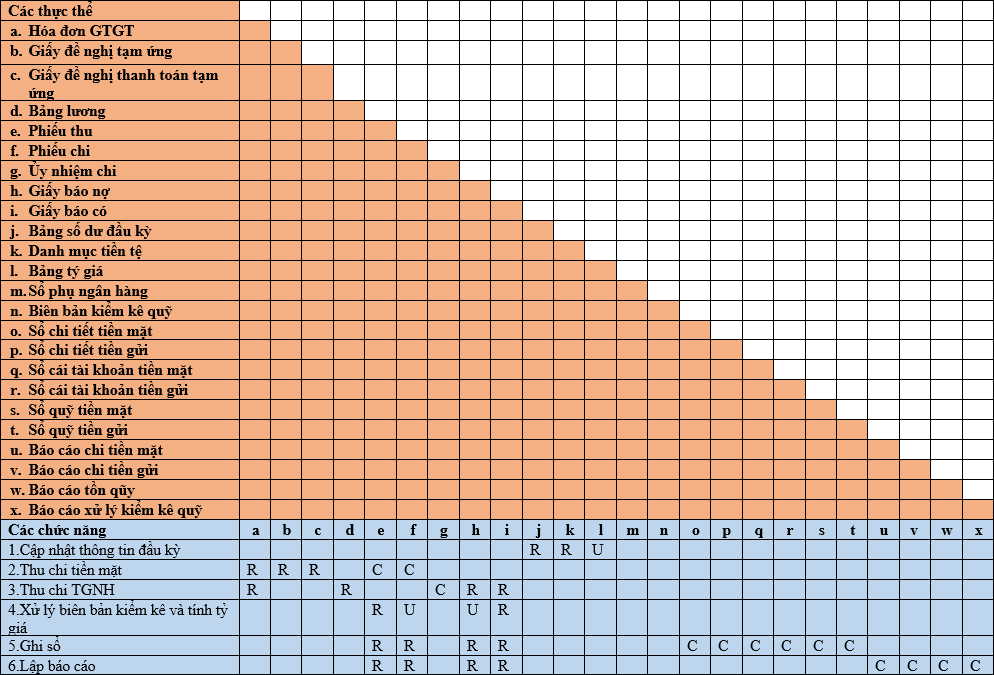 Các thực thể
a. Hóa đơn GTGT
b. Giấy đề nghị tạm ứng
c. Giấy đề nghị thanh toán tạm
ứng
d. Bảng lương
e. Phiếu thu
f. Phiếu chi
g. Ủy nhiệm chi
h. Giấy báo nợ
i. Giấy báo có
j. Bảng số dư đầu kỳ
k. Danh mục tiền tệ
l. Bảng tỷ giá
m. Sổ phụ ngân hàng
n. Biên bản kiểm kê quỹ
o. Sổ chi tiết tiền mặt
p. Sổ chi tiết tiền gửi
q. Sổ cái tài khoản tiền mặt
r. Sổ cái tài khoản tiền gửi
s. Sổ quỹ tiền mặt
t. Sổ quỹ tiền gửi
u. Báo cáo chi tiền mặt
v. Báo cáo chi tiền gửi
w. Báo cáo tồn qũy
x. Báo cáo xử lý kiểm kê quỹ
Các chức năng a b c d e f g h i j k l m n o p q r s t u v w x
1.Cập nhật thông tin đầu kỳ R R U
2.Thu chi tiền mặt R R R C C
3.Thu chi TGNH R R C R R
4.Xử lý biên bản kiểm kê và tính tỷ R U U R
giá
5.Ghi sổ R R R R C C C C C C
6.Lập báo cáo R R R R C C C C